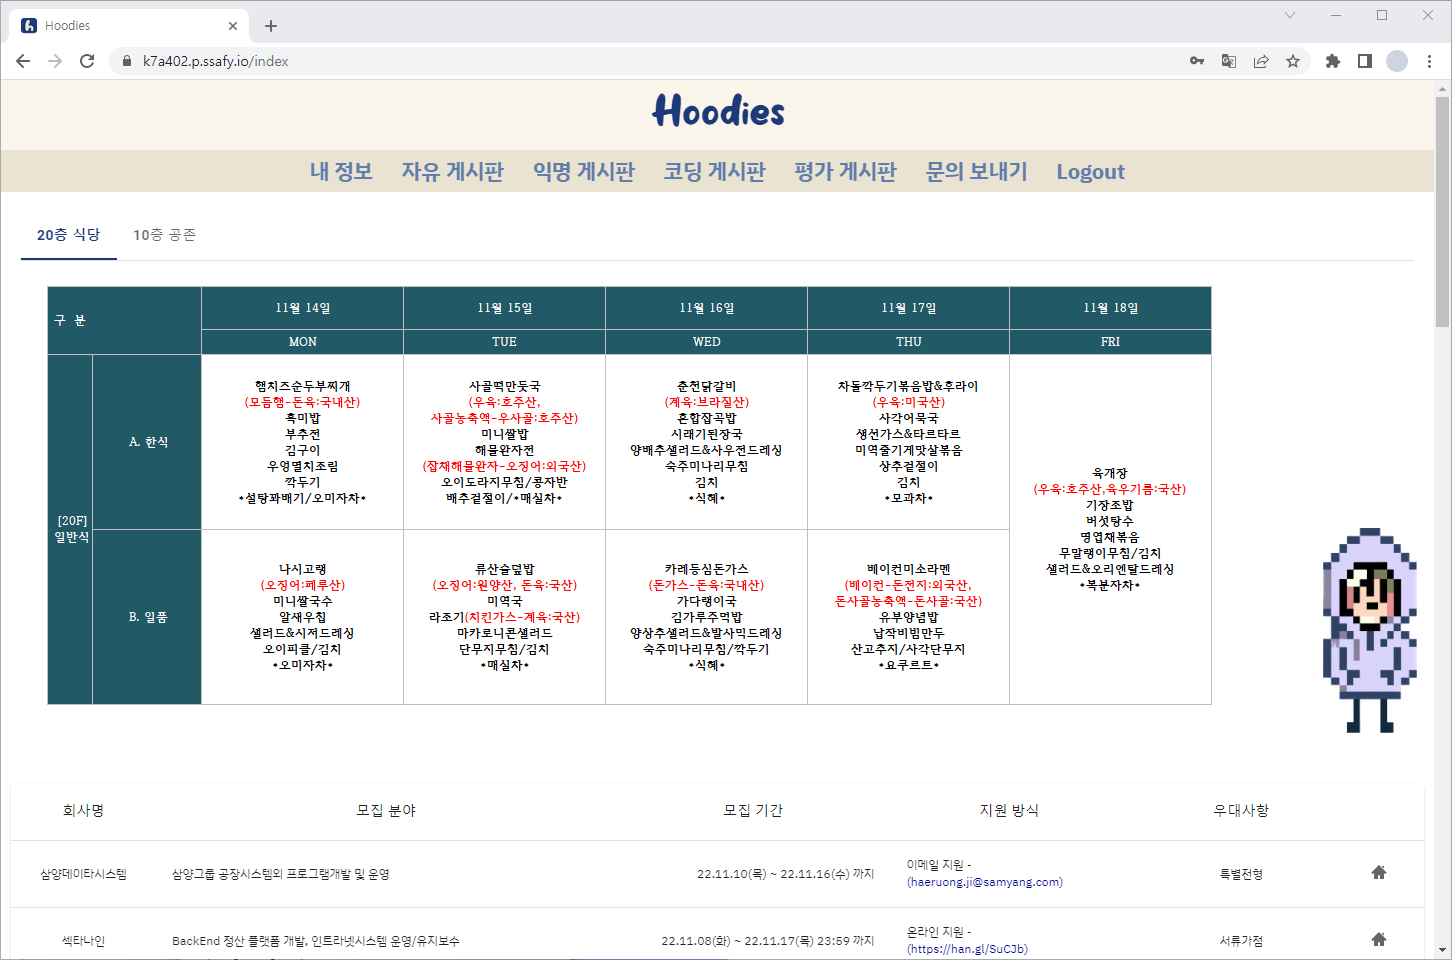 Hoodies
k7a402.p.ssafy.io/index
Hoodies
내 정보 자유 게시판 익명 게시판 코딩 게시판 평가 게시판 문의 보내기 Logout
20층 식당 10층 공존
구 분 11월 14일 11월 15일 11월 16일 11월 17일 11월 18일
MON TUE WED THU FRI
[20F]
일반식
A. 한식
햄치즈순두부찌개
(모듬햄-돈육:국내산)
흑미밥
부추전
김구이
우엉멸치조림
깍두기
*설탕꽈배기/오미자차*
사골떡만둣국
(우육:호주산,
사골농축액-우사골:호주산)
미니쌀밥
해물완자전
(잡채해물완자-오징어:외국산)
오이도라지무침/콩자반
배추겉절이/*매실차*
춘천닭갈비
(계육:브라질산)
혼합잡곡밥
시래기된장국
양배추샐러드&사우전드레싱
숙주미나리무침
김치
*식혜*
차돌깍두기볶음밥&후라이
(우육:미국산)
사각어묵국
생선가스&타르타르
미역줄기게맛살볶음
상추겉절이
김치
*모과차*
육개장
(우육:호주산,육우기름:국산)
기장조밥
버섯탕수
명엽채볶음
무말랭이무침/김치
샐러드&오리엔탈드레싱
*복분자차*
B. 일품
나시고랭
(오징어:페루산)
미니쌀국수
알새우칩
샐러드&시저드레싱
오이피클/김치
*오미자차*
류산슬덮밥
(오징어:원양산, 돈육:국산)
미역국
라조기(치킨가스-계육:국산)
마카로니콘샐러드
단무지무침/김치
*매실차*
카레등심돈가스
(돈가스-돈육:국내산)
가다랭이국
김가루주먹밥
양상추샐러드&발사믹드레싱
숙주미나리무침/깍두기
*식혜*
베이컨미소라멘
(베이컨-돈전지:외국산,
돈사골농축액-돈사골:국산)
유부양념밥
납작비빔만두
산고추지/사각단무지
*요쿠르트*
회사명 모집 분야 모집 기간 지원 방식 우대사항
삼양데이타시스템 삼양그룹 공장시스템외 프로그램개발 및 운영 22.11.10(목) ~ 22.11.16(수) 까지 이메일 지원 -
(haeruong.ji@samyang.com)
특별전형
섹타나인 BackEnd 정산 플랫폼 개발, 인트라넷시스템 운영/유지보수 22.11.08(화) ~ 22.11.17(목) 23:59 까지 온라인 지원 -
(https://han.gl/SuCJb)
서류가점